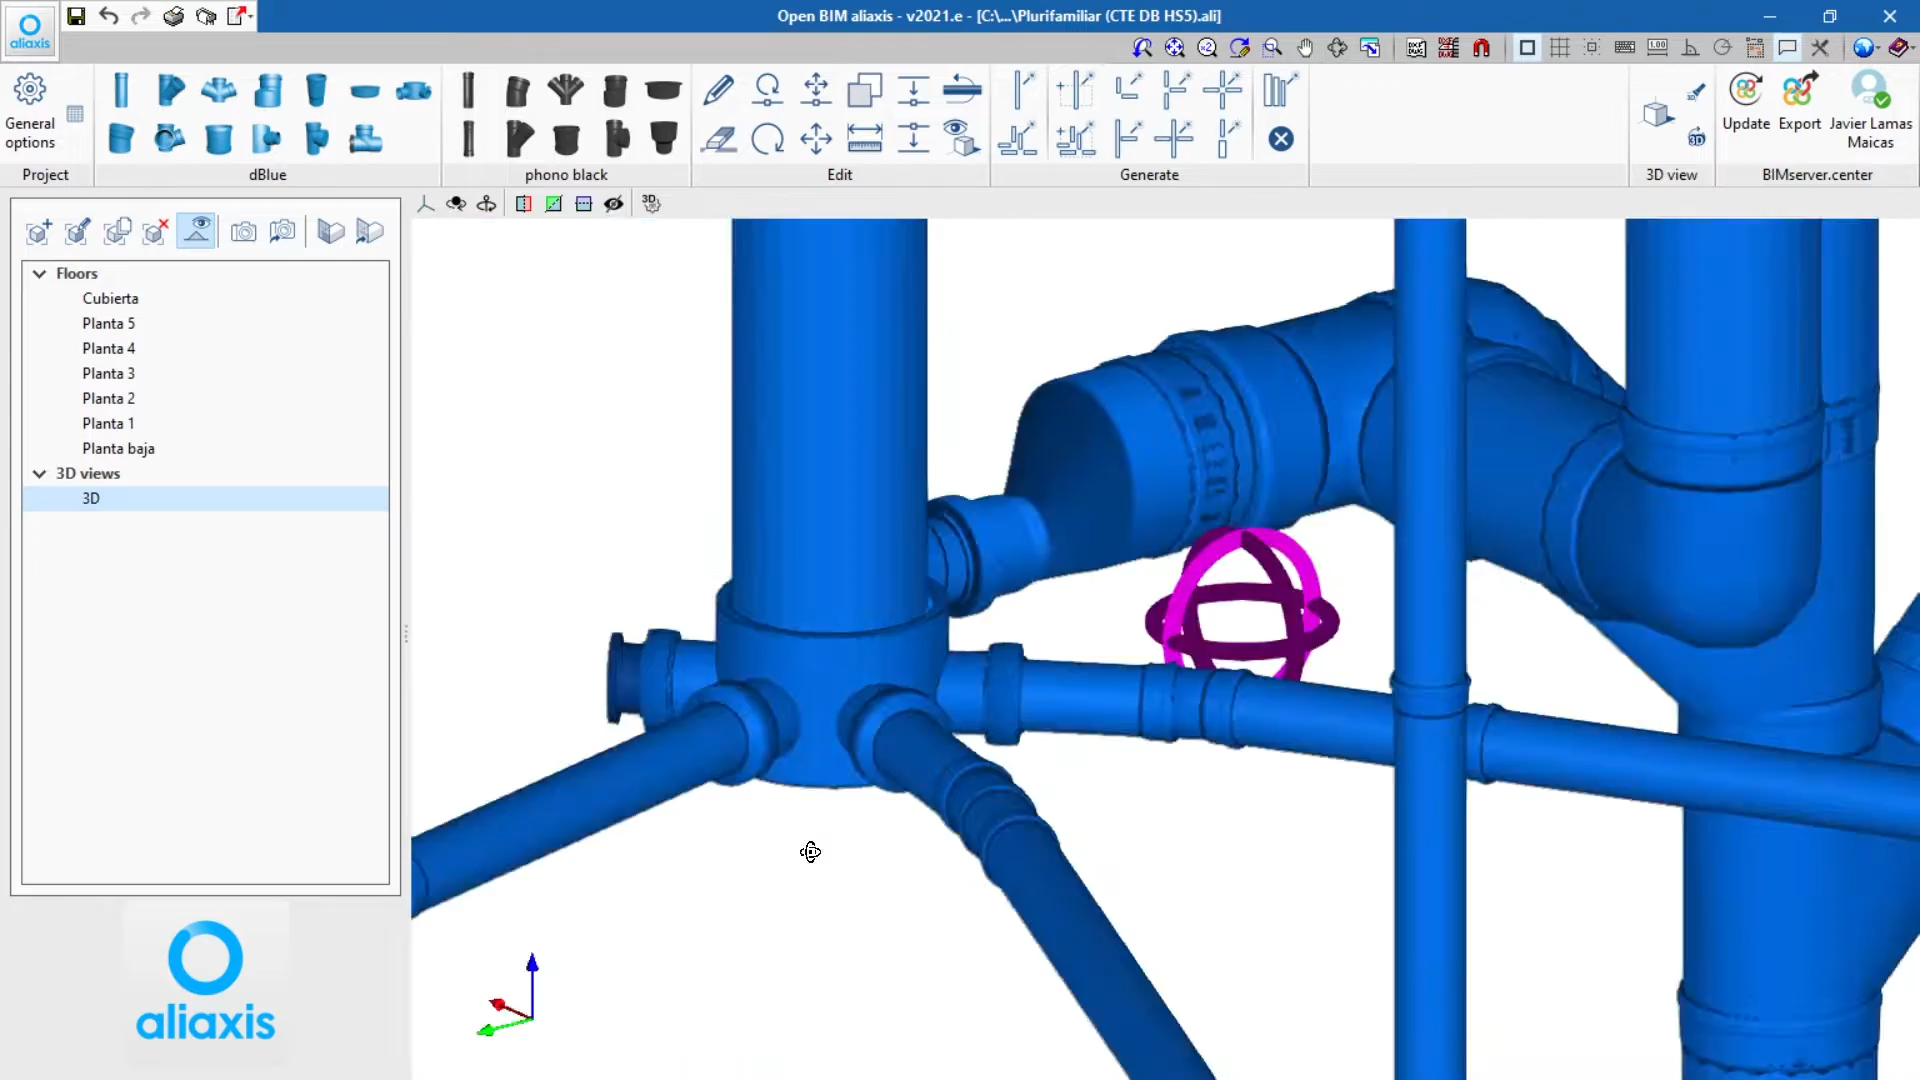 Open BIM aliaxis - v2021.e - [C:\...\Plurifamiliar (CTE DB HS5).ali]
aliaxis
General
options
Update
Export
Javier Lamas
Maicas
Project
dBlue
phono black
Edit
Generate
3D view
BIMserver.center
Floors
Cubierta
Planta 5
Planta 4
Planta 3
Planta 2
Planta 1
Planta baja
3D views
3D
aliaxis